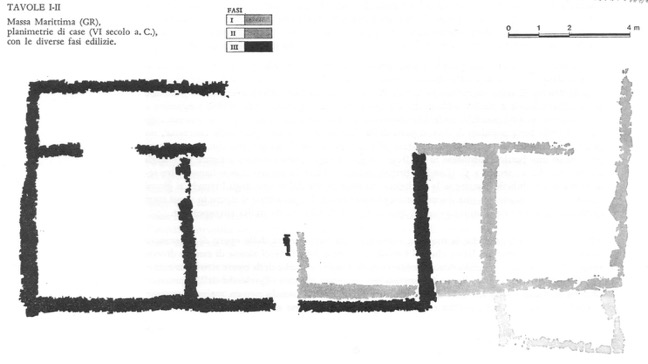 TAVOLE I-II
Massa Marittima (GR),
planimetrie di case (VI secolo a. C.),
con le diverse fasi edilizie.
FASI
I
II
III
0 1 2 4 m